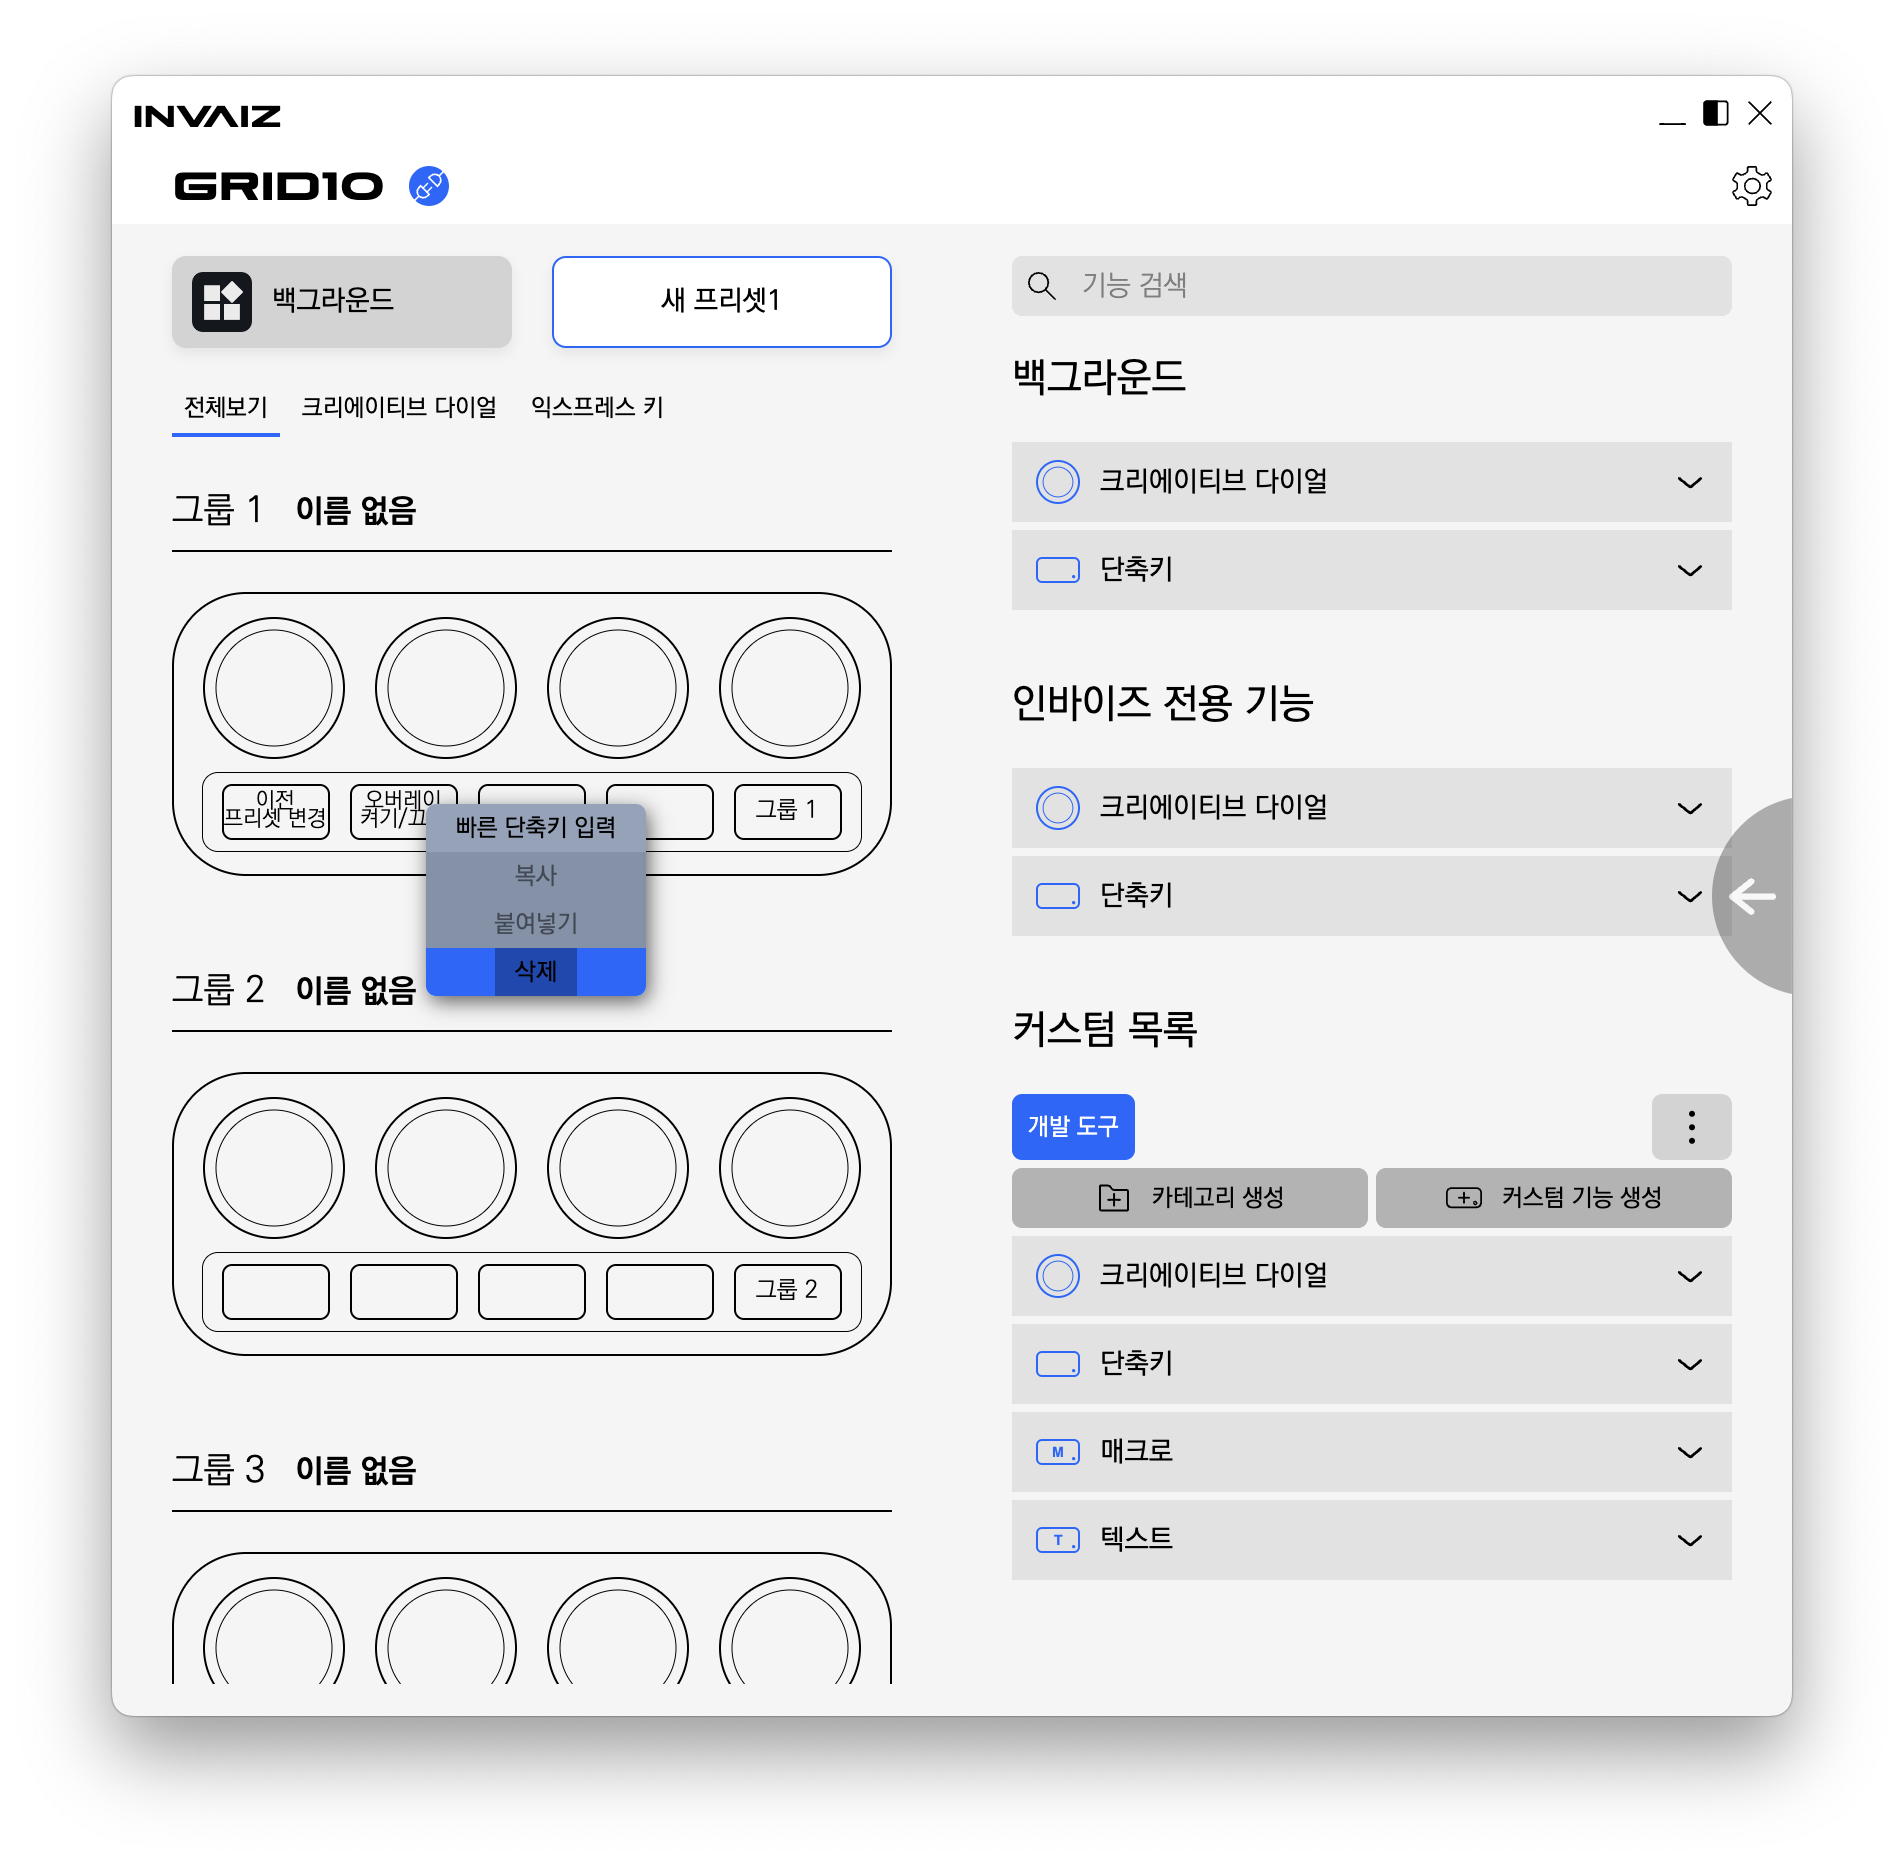 INVAIZ
GRID10
백그라운드
새 프리셋1
전체보기 크리에이티브 다이얼 익스프레스 키
그룹 1 이름 없음
이전
프리셋 변경
오버레이
켜기/끄
그룹 1
빠른 단축키 입력
복사
붙여넣기
삭제
그룹 2 이름 없음
그룹 2
그룹 3 이름 없음
기능 검색
백그라운드
크리에이티브 다이얼
단축키
인바이즈 전용 기능
크리에이티브 다이얼
단축키
커스텀 목록
개발 도구
카테고리 생성
커스텀 기능 생성
크리에이티브 다이얼
단축키
M 매크로
T 텍스트